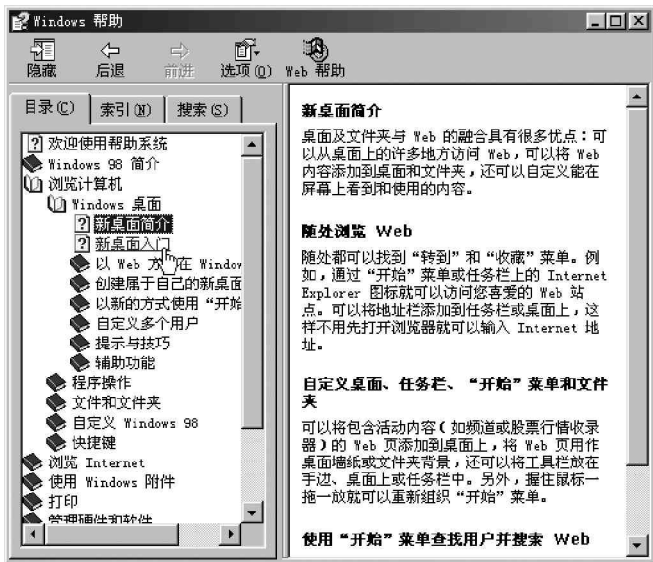 Windows 帮助
隐藏 后退 前进 选项(O) Web 帮助
目录(C) 索引(N) 搜索(S)
欢迎使用帮助系统
Windows 98 简介
浏览计算机
Windows 桌面
新桌面简介
新桌面入门
以 Web 方 在 Window
创建属于自己的新桌面
以新的方式使用“开始
自定义多个用户
提示与技巧
辅助功能
程序操作
文件和文件夹
自定义 Windows 98
快捷键
浏览 Internet
使用 Windows 附件
打印
管理硬件和软件
新桌面简介
桌面及文件夹与 Web 的融合具有很多优点：可
以从桌面上的许多地方访问 Web，可以将 Web
内容添加到桌面和文件夹，还可以自定义能在
屏幕上看到和使用的内容。
随处浏览 Web
随处都可以找到“转到”和“收藏”菜单。例
如，通过“开始”菜单或任务栏上的 Internet
Explorer 图标就可以访问您喜爱的 Web 站
点。可以将地址栏添加到任务栏或桌面上，这
样不用先打开浏览器就可以输入 Internet 地
址。
自定义桌面、任务栏、“开始”菜单和文件
夹
可以将包含活动内容(如频道或股票行情收录
器)的 Web 页添加到桌面上，将 Web 页用作
桌面墙纸或文件夹背景，还可以将工具栏放在
手边、桌面上或任务栏中。另外，握住鼠标一
拖一放就可以重新组织“开始”菜单。
使用“开始”菜单查找用户并搜索 Web